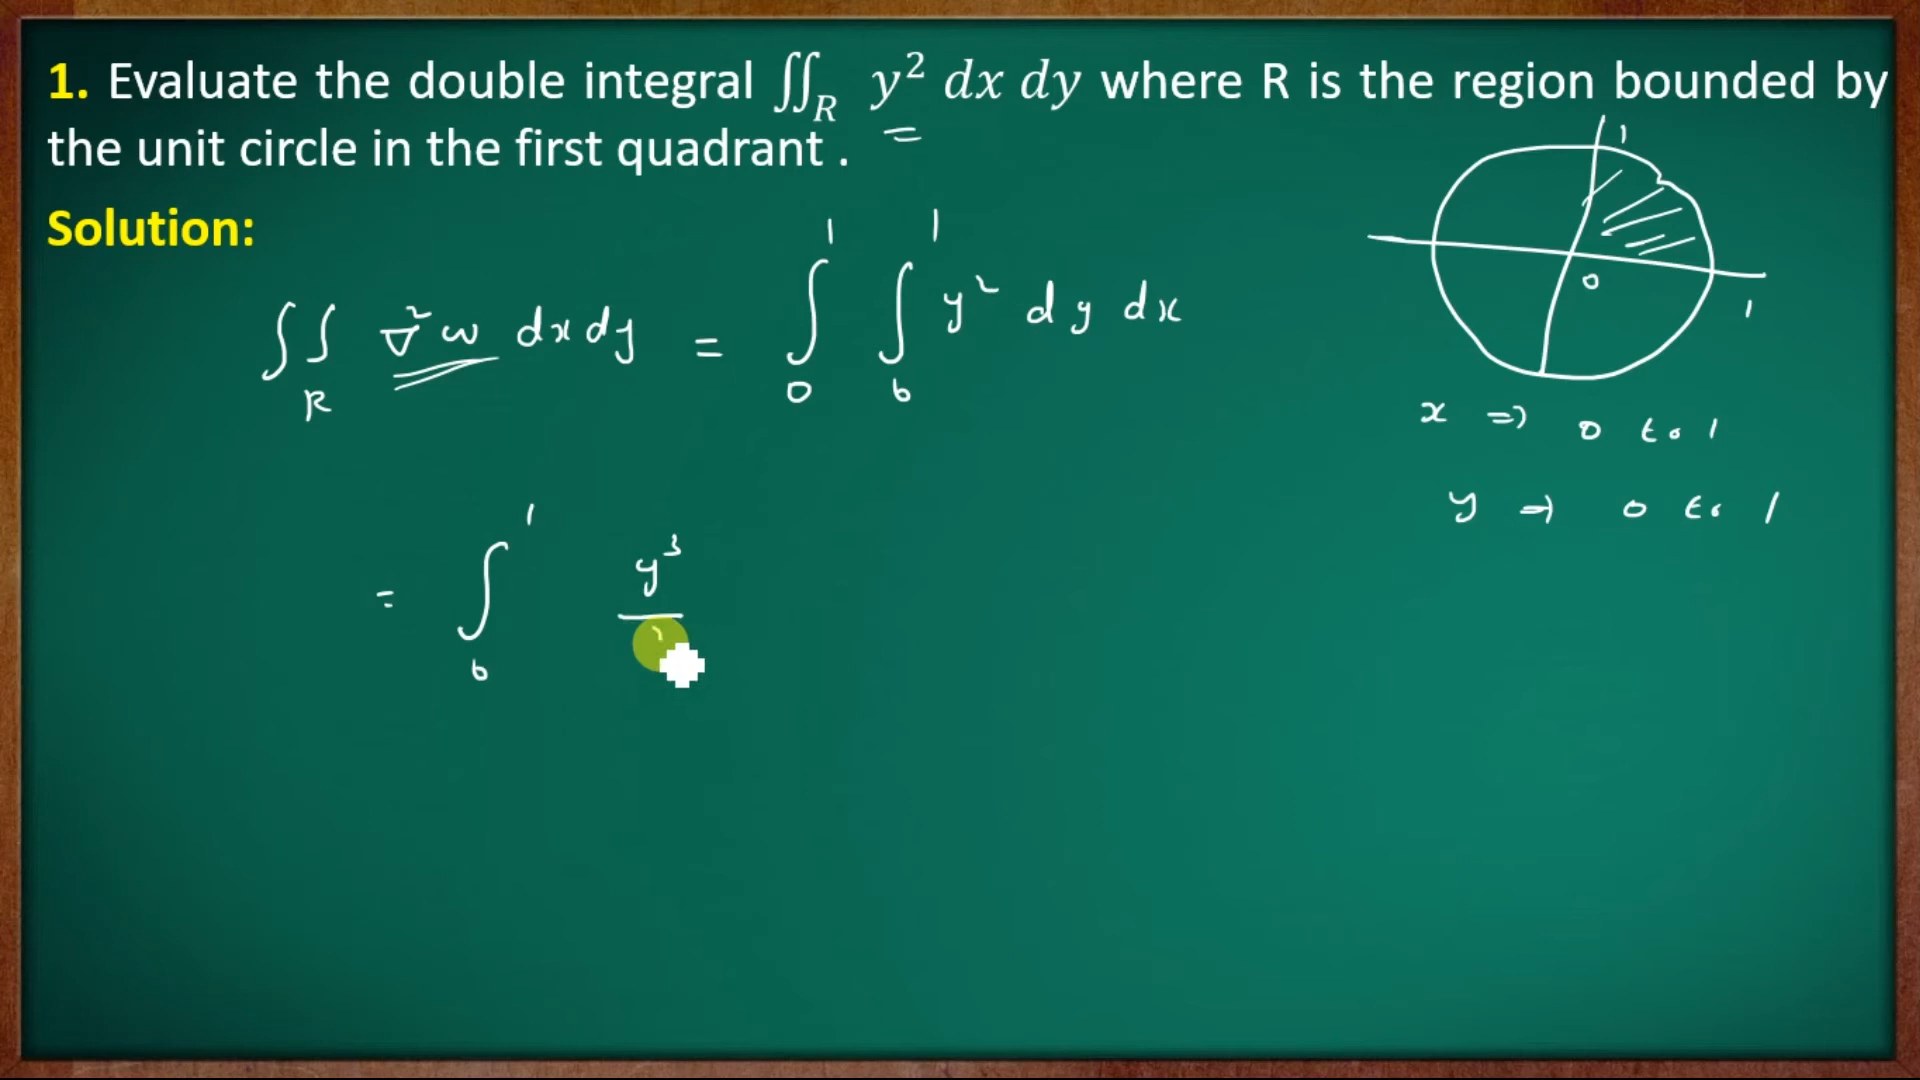 1. Evaluate the double integral ∬_R y² dx dy where R is the region bounded by
the unit circle in the first quadrant .
Solution:
∬_R ∇²w dx dy = ∫_0^1 ∫_0^1 y² dy dx
1
0
1
x ⇒ 0 to 1
y ⇒ 0 to 1
= ∫_0^1 y³/